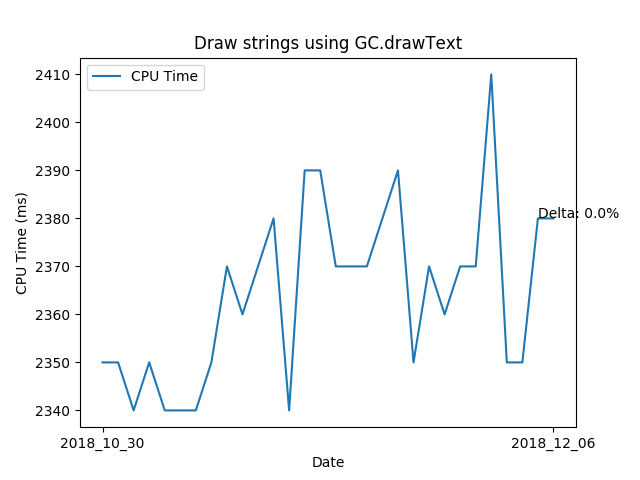 Draw strings using GC.drawText
CPU Time
2410
2400
2390
2380
2370
2360
2350
2340
CPU Time (ms)
Delta: 0.0%
2018_10_30
2018_12_06
Date